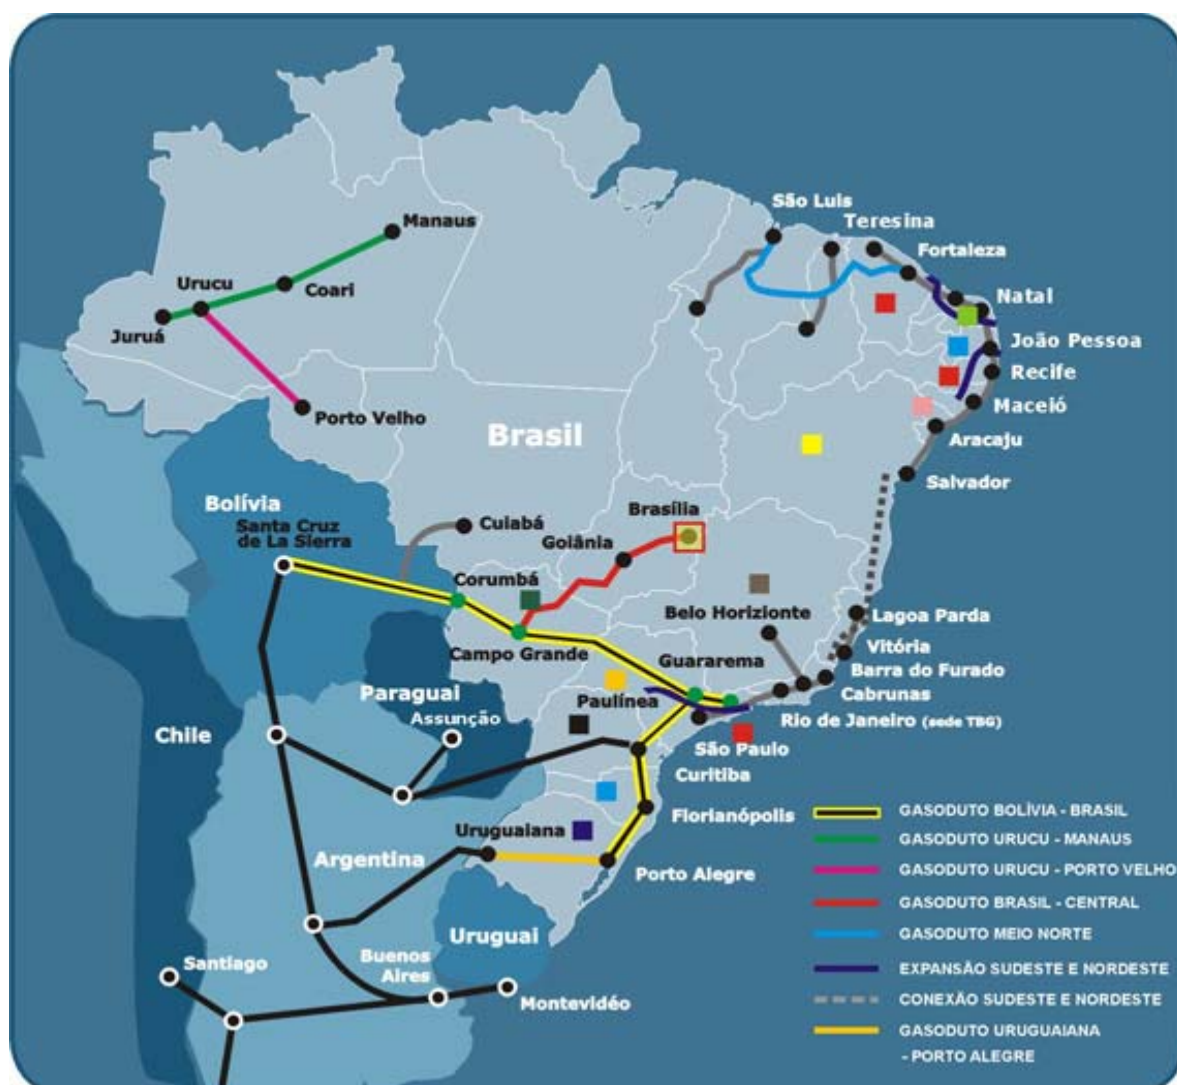 São Luis
Teresina
Fortaleza
Manaus
Urucu
Coari
Natal
Juruá
João Pessoa
Recife
Porto Velho
Maceió
Brasil
Aracaju
Salvador
Bolívia
Santa Cruz
de La Sierra
Cuiabá
Brasília
Goiânia
Corumbá
Belo Horizionte
Lagoa Parda
Vitória
Campo Grande
Guararema
Barra do Furado
Paraguai
Paulínea
Cabrunas
Assunção
Rio de Janeiro (sede TBG)
Chile
São Paulo
Curitiba
Florianópolis
Uruguaiana
Argentina
Porto Alegre
Uruguai
Buenos
Aires
Santiago
Montevidéo
GASODUTO BOLÍVIA - BRASIL
GASODUTO URUCU - MANAUS
GASODUTO URUCU - PORTO VELHO
GASODUTO BRASIL - CENTRAL
GASODUTO MEIO NORTE
EXPANSÃO SUDESTE E NORDESTE
CONEXÃO SUDESTE E NORDESTE
GASODUTO URUGUAIANA
- PORTO ALEGRE